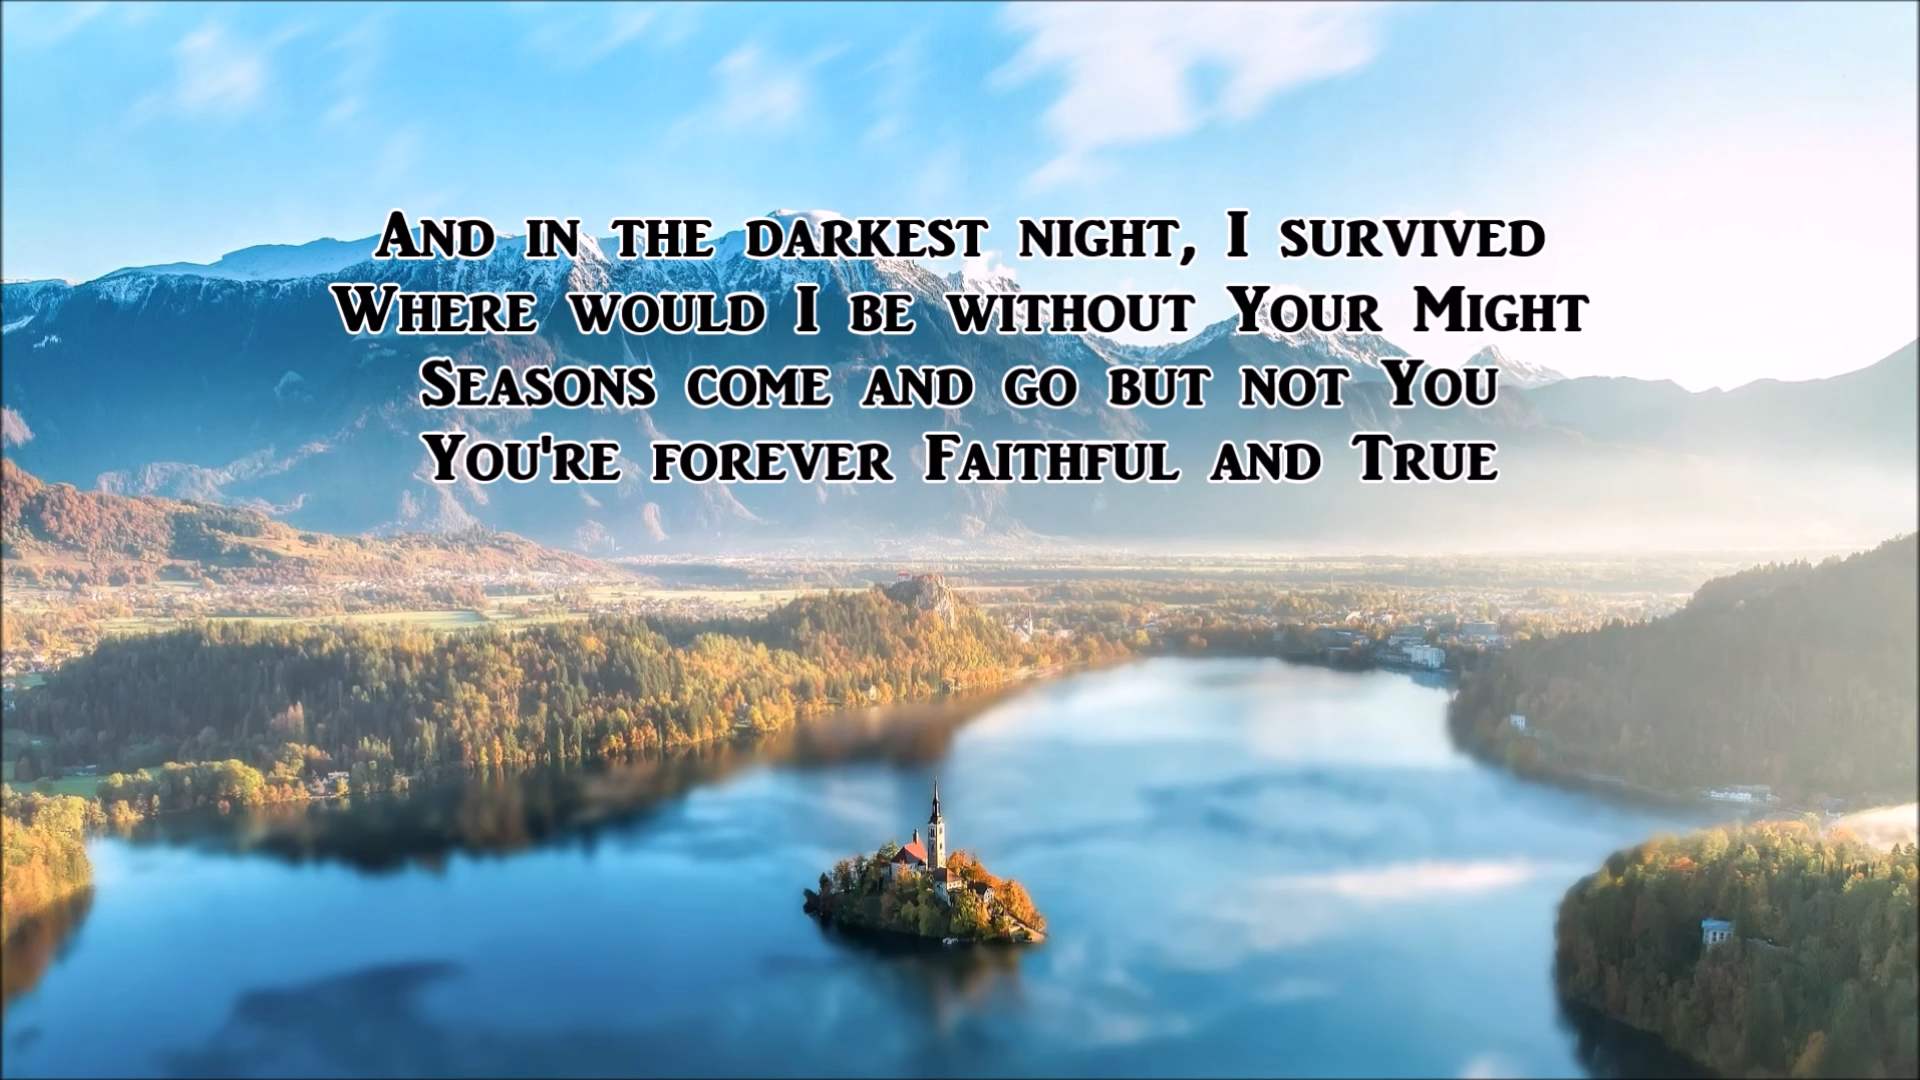 And in the darkest night, I survived
Where would I be without Your Might
Seasons come and go but not You
You're forever Faithful and True